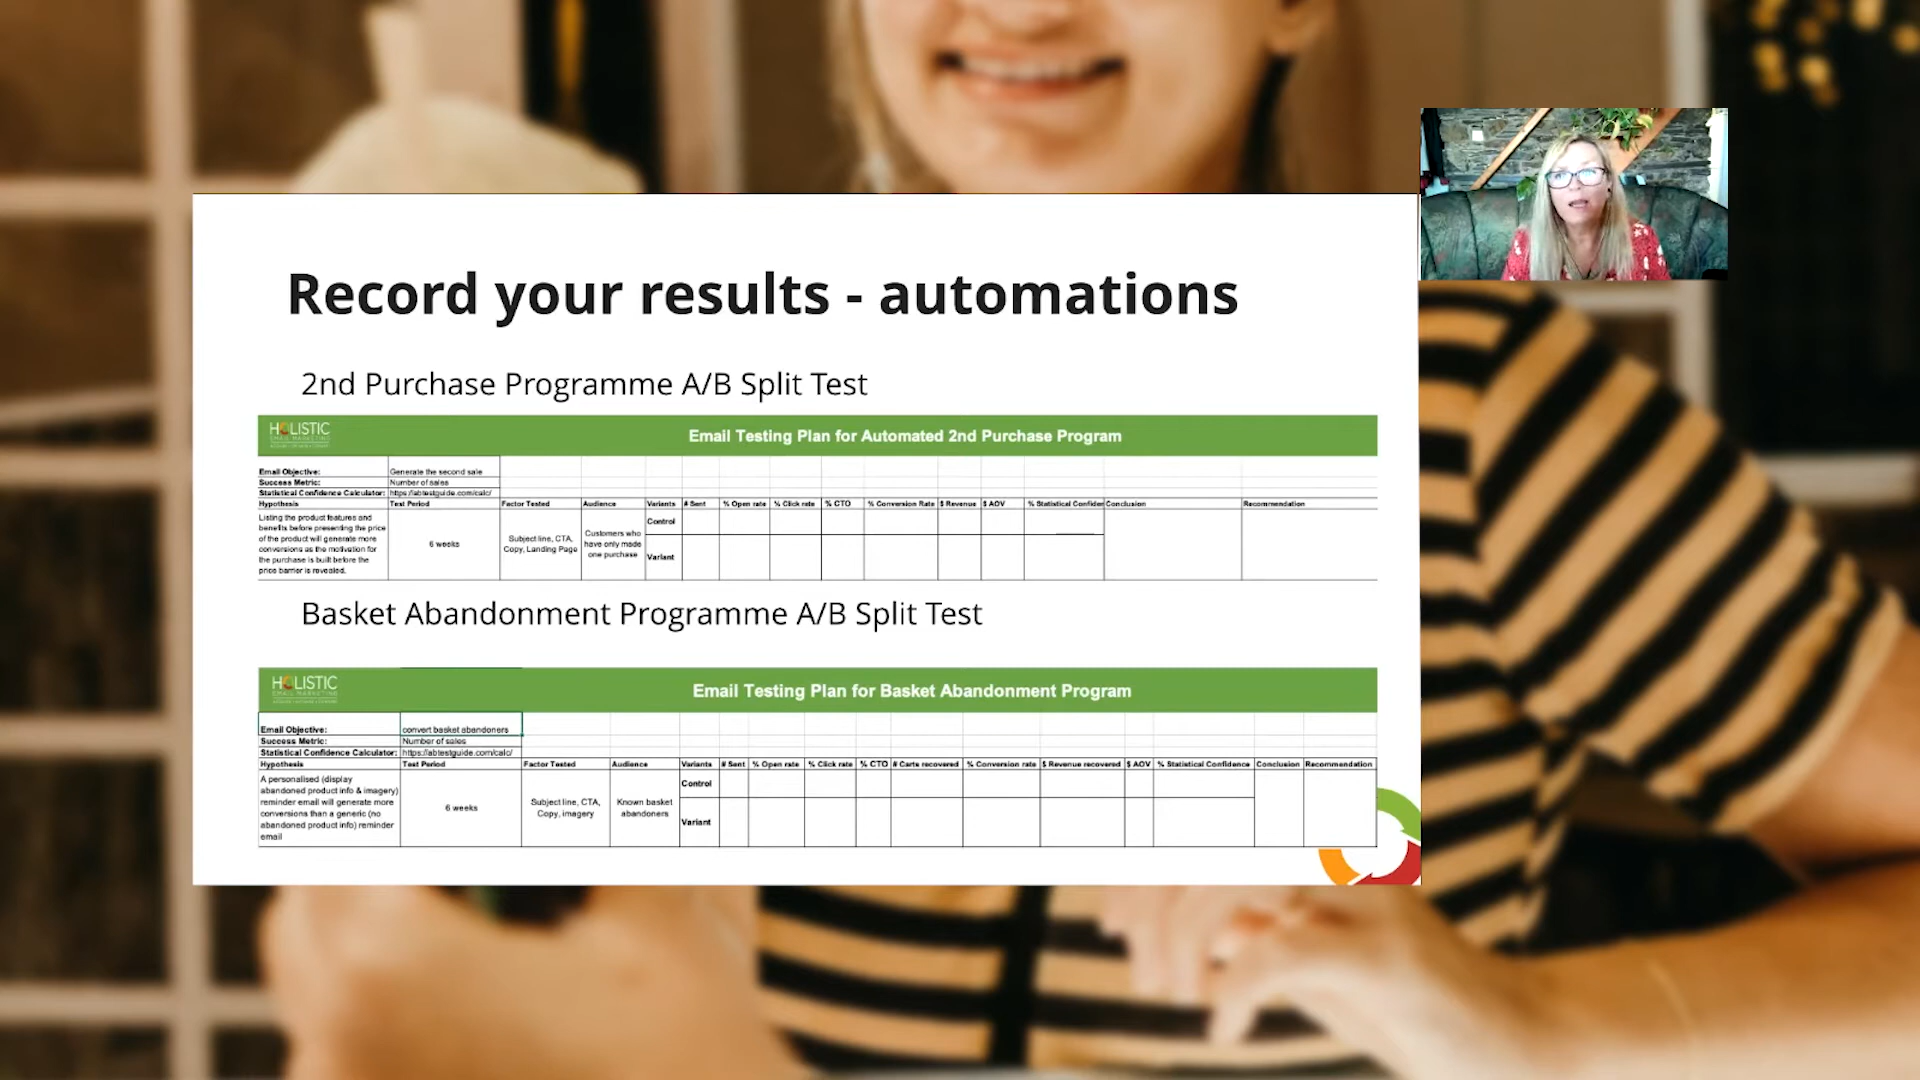 Record your results - automations
2nd Purchase Programme A/B Split Test
HOLISTIC
EMAIL MARKETING
Email Testing Plan for Automated 2nd Purchase Program
Email Objective: Generate the second sale
Success Metric: Number of sales
Statistical Confidence Calculator: https://abtestguide.com/calc/
Hypothesis Test Period Factor Tested Audience Variants # Sent % Open rate % Click rate % CTO % Conversion Rate $ Revenue $ AOV % Statistical Confiden Conclusion Recommendation
Listing the product features and
benefits before presenting the price
of the product will generate more
conversions as the motivation for
the purchase is built before the
price barrier is revealed.
6 weeks
Subject line, CTA,
Copy, Landing Page
Customers who
have only made
one purchase
Control
Variant
Basket Abandonment Programme A/B Split Test
HOLISTIC
EMAIL MARKETING
Email Testing Plan for Basket Abandonment Program
Email Objective: convert basket abandoners
Success Metric: Number of sales
Statistical Confidence Calculator: https://abtestguide.com/calc/
Hypothesis Test Period Factor Tested Audience Variants # Sent % Open rate % Click rate % CTO # Carts recovered % Conversion rate $ Revenue recovered $ AOV % Statistical Confidence Conclusion Recommendation
A personalised (display
abandoned product info & imagery)
reminder email will generate more
conversions than a generic (no
abandoned product info) reminder
email
6 weeks
Subject line, CTA,
Copy, imagery
Known basket
abandoners
Control
Variant